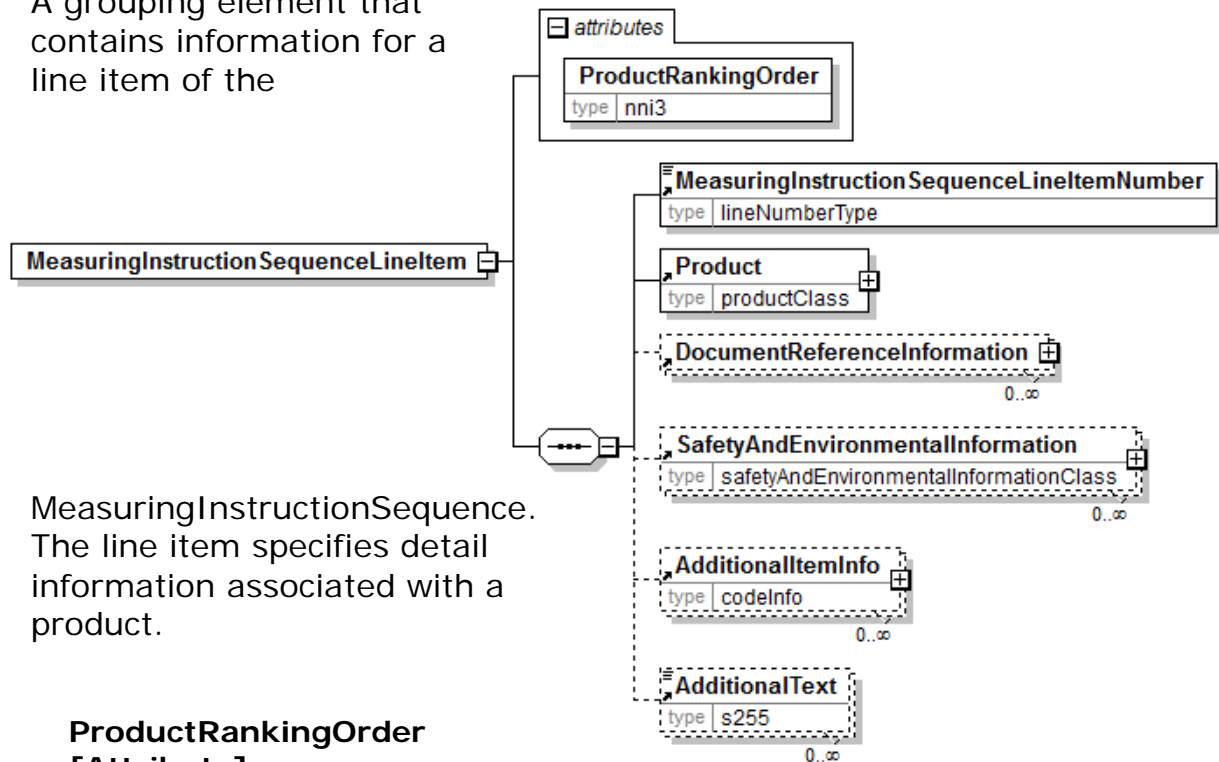 A grouping element that
contains information for a
line item of the
attributes
ProductRankingOrder
type nni3
MeasuringInstructionSequenceLineItemNumber
type lineNumberType
MeasuringInstructionSequenceLineItem
Product
type productClass
DocumentReferenceInformation
0..∞
SafetyAndEnvironmentalInformation
type safetyAndEnvironmentalInformationClass
0..∞
MeasuringInstructionSequence.
The line item specifies detail
information associated with a
product.
AdditionalItemInfo
type codeInfo
0..∞
AdditionalText
type s255
0..∞
ProductRankingOrder
[Attribute]